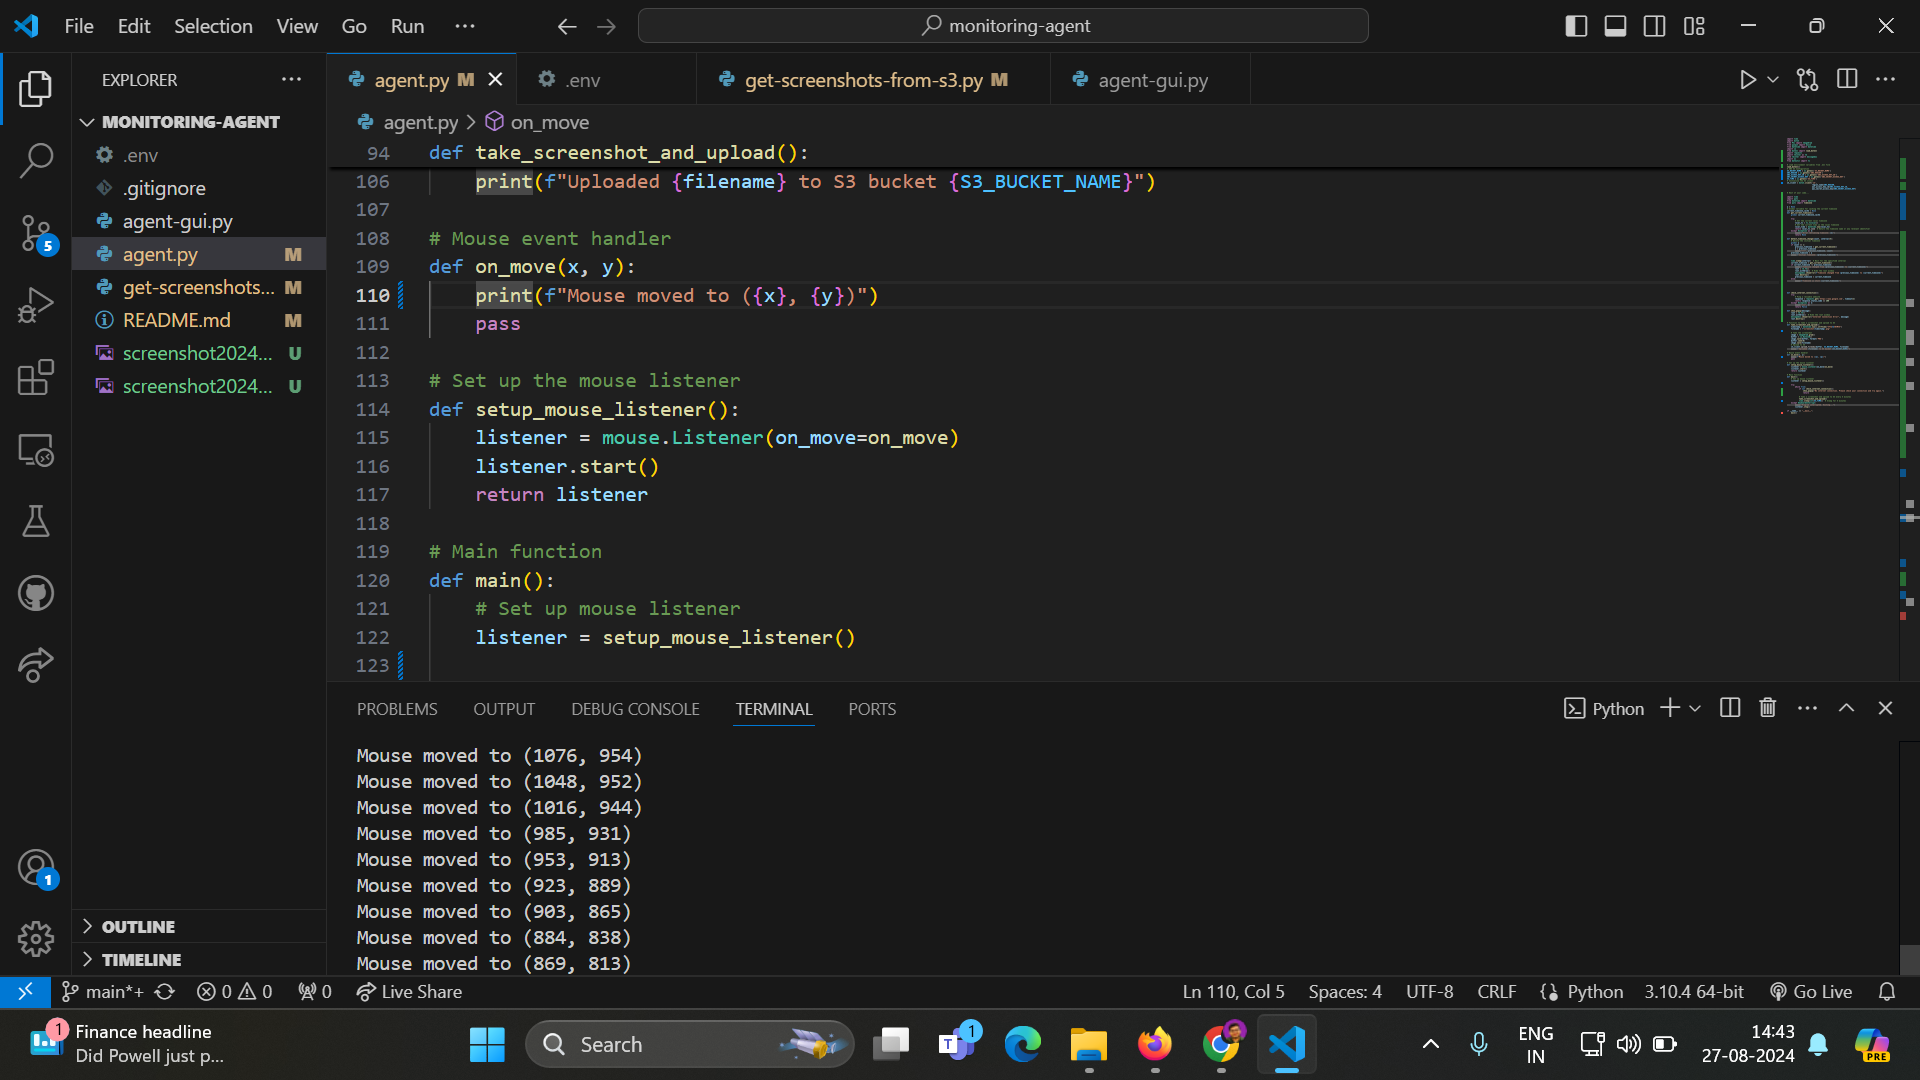 File Edit Selection View Go Run ···
monitoring-agent
EXPLORER
MONITORING-AGENT
.env
.gitignore
agent-gui.py
agent.py M
get-screenshots... M
README.md M
screenshot2024... U
screenshot2024... U
OUTLINE
TIMELINE
5
1
agent.py M
.env
get-screenshots-from-s3.py M
agent-gui.py
agent.py > on_move
94 def take_screenshot_and_upload():
106 print(f"Uploaded {filename} to S3 bucket {S3_BUCKET_NAME}")
107
108 # Mouse event handler
109 def on_move(x, y):
110 print(f"Mouse moved to ({x}, {y})")
111 pass
112
113 # Set up the mouse listener
114 def setup_mouse_listener():
115 listener = mouse.Listener(on_move=on_move)
116 listener.start()
117 return listener
118
119 # Main function
120 def main():
121 # Set up mouse listener
122 listener = setup_mouse_listener()
123
PROBLEMS OUTPUT DEBUG CONSOLE TERMINAL PORTS
Python
Mouse moved to (1076, 954)
Mouse moved to (1048, 952)
Mouse moved to (1016, 944)
Mouse moved to (985, 931)
Mouse moved to (953, 913)
Mouse moved to (923, 889)
Mouse moved to (903, 865)
Mouse moved to (884, 838)
Mouse moved to (869, 813)
main*+ 0 0 0 Live Share
Ln 110, Col 5 Spaces: 4 UTF-8 CRLF Python 3.10.4 64-bit Go Live
1
Finance headline
Did Powell just p...
Search
T
1
ENG
IN
14:43
27-08-2024
PRE